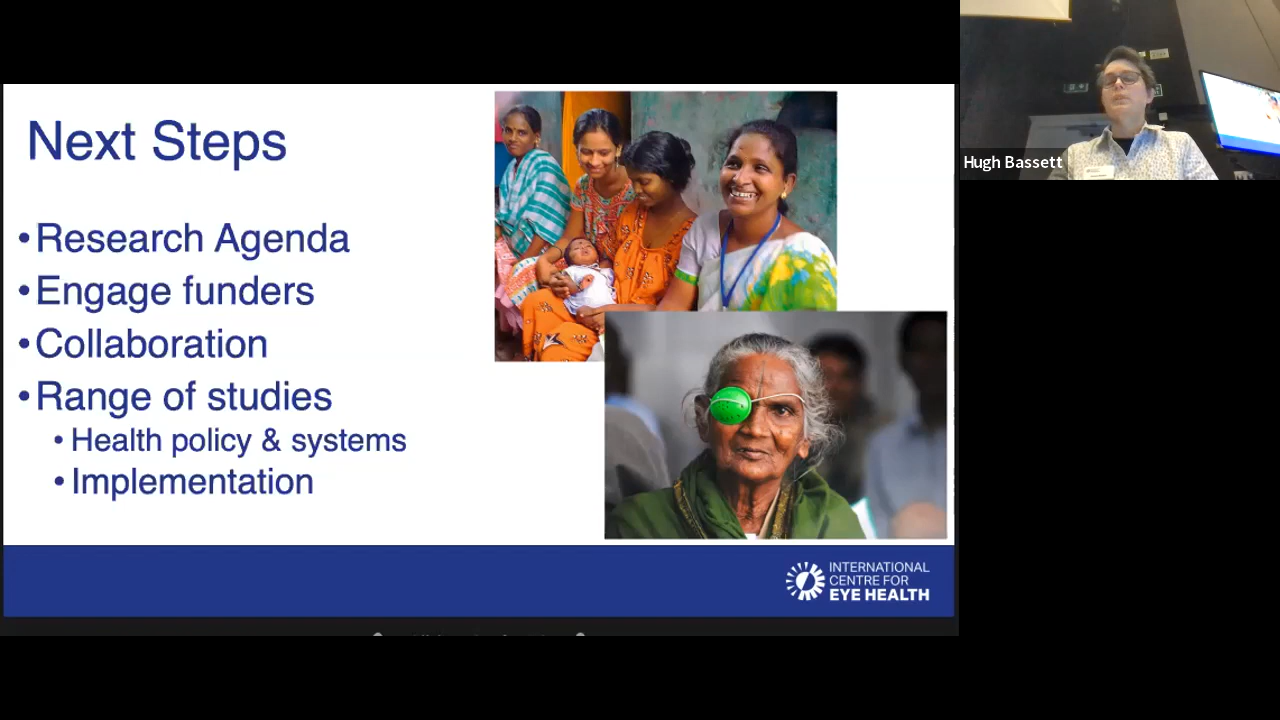 Next Steps
•Research Agenda
•Engage funders
•Collaboration
•Range of studies
•Health policy & systems
•Implementation
INTERNATIONAL
CENTRE FOR
EYE HEALTH
Hugh Bassett